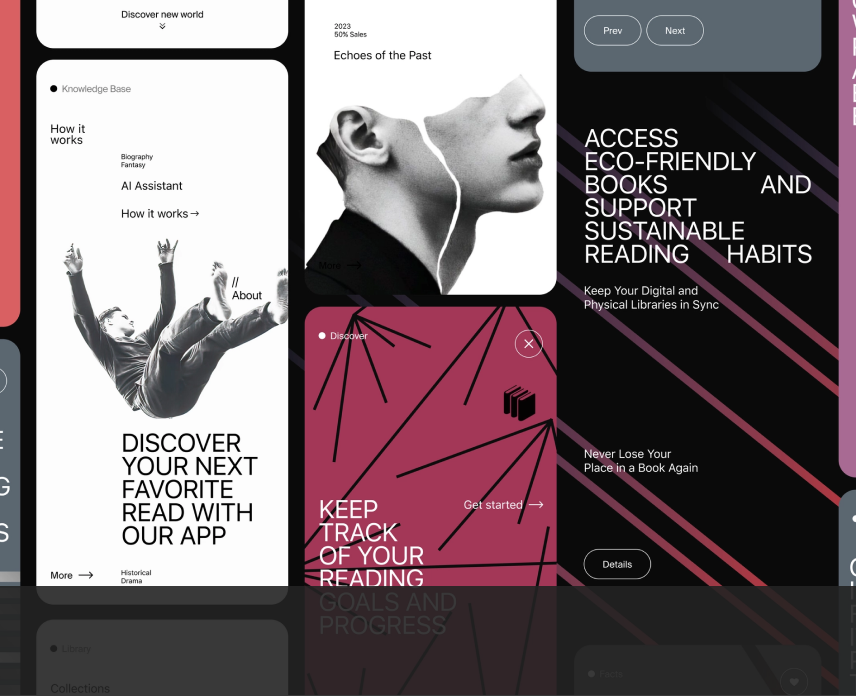 Discover new world
Knowledge Base
How it
works
Biography
Fantasy
AI Assistant
How it works
//
About
DISCOVER
YOUR NEXT
FAVORITE
READ WITH
OUR APP
More
Historical
Drama
Library
Collections
2023
50% Sales
Echoes of the Past
More
Discover
Get started
KEEP
TRACK
OF YOUR
READING
GOALS AND
PROGRESS
Prev
Next
ACCESS
ECO-FRIENDLY
BOOKS AND
SUPPORT
SUSTAINABLE
READING HABITS
Keep Your Digital and
Physical Libraries in Sync
Never Lose Your
Place in a Book Again
Details
Facts